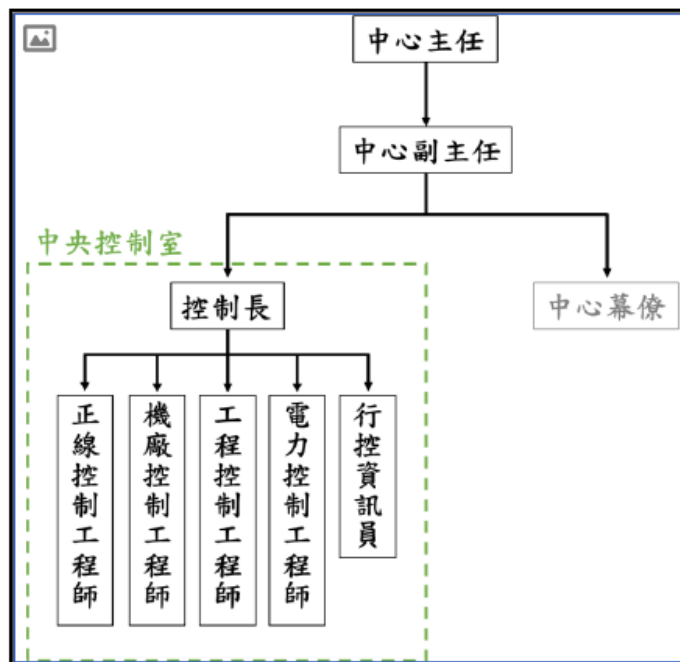 中心主任
中心副主任
中央控制室
控制長
中心幕僚
正線控制工程師
機廠控制工程師
工程控制工程師
電力控制工程師
行控資訊員